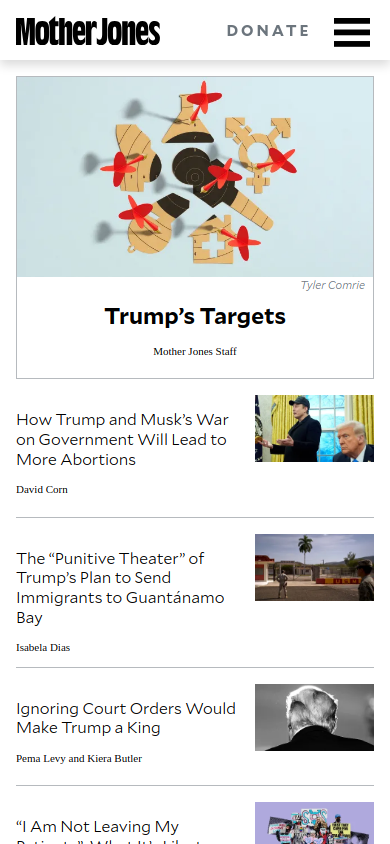 Mother Jones
DONATE
Tyler Comrie
Trump's Targets
Mother Jones Staff
How Trump and Musk's War
on Government Will Lead to
More Abortions
David Corn
The “Punitive Theater” of
Trump's Plan to Send
Immigrants to Guantánamo
Bay
Isabela Dias
Ignoring Court Orders Would
Make Trump a King
Pema Levy and Kiera Butler
“I Am Not Leaving My